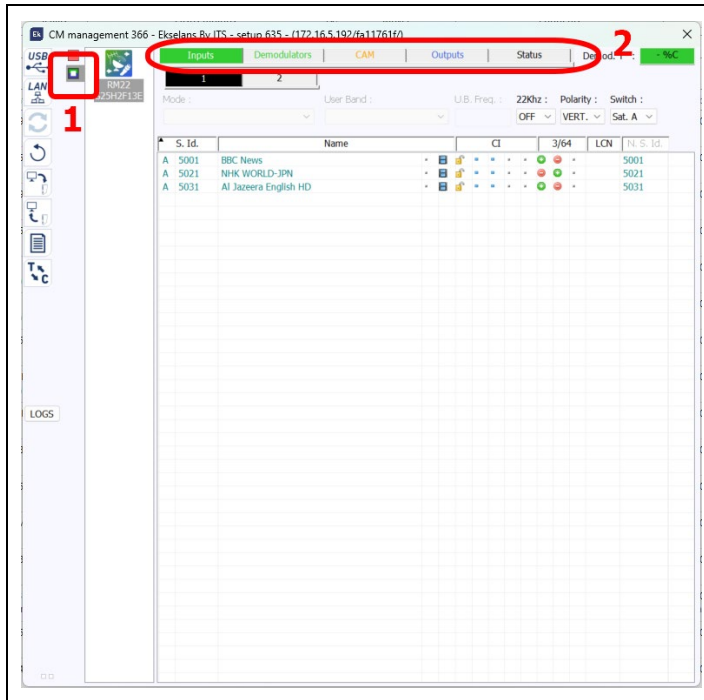 Ek CM management 366 - Ekselans By ITS - setup 635 - (172.16.5.192/fa11761f/)
USB
LAN
1
RM22
Inputs Demodulators CAM Outputs Status
2
- %C
1 2
Mode : User Band : U.B. Freq. : 22Khz : Polarity : Switch :
OFF VERT. Sat. A
S. Id. Name CI 3/64 LCN N. S. Id.
A 5001 BBC News 5001
A 5021 NHK WORLD-JPN 5021
A 5031 Al Jazeera English HD 5031
T C
LOGS